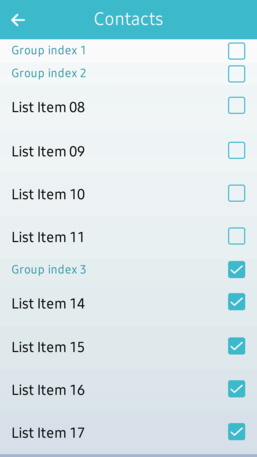 Contacts
Group index 1
Group index 2
List Item 08
List Item 09
List Item 10
List Item 11
Group index 3
List Item 14
List Item 15
List Item 16
List Item 17